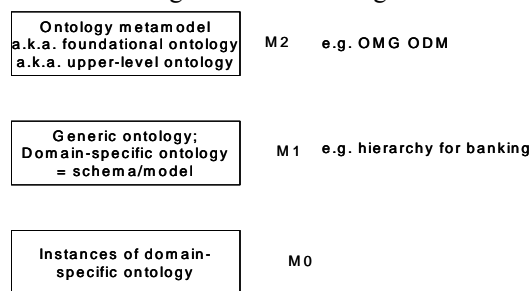 Ontology metamodel
a.k.a. foundational ontology
a.k.a. upper-level ontology
M2
e.g. OMG ODM
Generic ontology;
Domain-specific ontology
= schema/model
M1
e.g. hierarchy for banking
Instances of domain-
specific ontology
M0